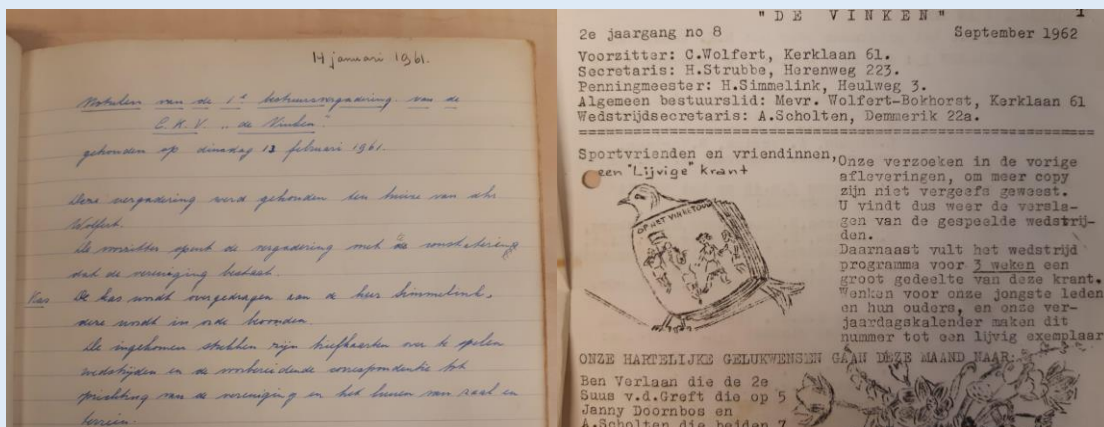 14 januari 1961.
Notulen van de 1e bestuursvergadering van de
C.K.V. "de Vinken".
gehouden op dinsdag 13 februari 1961.
Deze vergadering werd gehouden ten huize van dhr
Wolfert.
De voorzitter opent de vergadering met de constatering
dat de vereniging bestaat.
Kas De kas wordt overgedragen aan de heer Simmelink,
deze wordt in orde bevonden.
De ingekomen stukken zijn briefkaarten over te spelen
wedstrijden en de voorbereidende correspondentie tot
oprichting van de vereniging en het huren van zaal en
terrein.
"DE VINKEN" 1
2e jaargang no 8 September 1962
Voorzitter: C.Wolfert, Kerklaan 61.
Secretaris: H.Strubbe, Herenweg 223.
Penningmeester: H.Simmelink, Heulweg 3.
Algemeen bestuurslid: Mevr. Wolfert-Bokhorst, Kerklaan 61
Wedstrijdsecretaris: A.Scholten, Demmerik 22a.
Sportvrienden en vriendinnen,
een "Lijvige" krant
OP HET VINKETOUW
Onze verzoeken in de vorige
afleveringen, om meer copy
zijn niet vergeefs geweest.
U vindt dus weer de versla-
gen van de gespeelde wedstrij-
den.
Daarnaast vult het wedstrijd
programma voor 3 weken een
groot gedeelte van deze krant.
Wenken voor onze jongste leden
en hun ouders, en onze ver-
jaardagskalender maken dit
nummer tot een lijvig exemplaar
ONZE HARTELIJKE GELUKWENSEN GAAN DEZE MAAND NAAR:
Ben Verlaan die de 2e
Suus v.d.Greft die op 5
Janny Doornbos en
A.Scholten die beiden 7